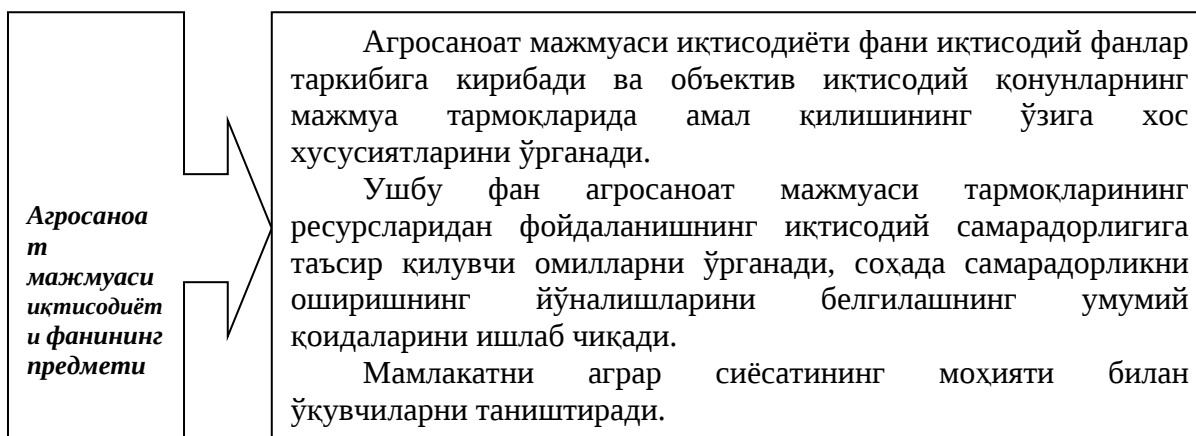 Агросаноа
т
мажмуаси
иқтисодиёт
и фанининг
предмети
Агросаноат мажмуаси иқтисодиёти фани иқтисодий фанлар
таркибига кирибади ва объектив иқтисодий қонунларнинг
мажмуа тармоқларида амал қилишининг ўзига хос
хусусиятларини ўрганади.
Ушбу фан агросаноат мажмуаси тармоқларининг
ресурсларидан фойдаланишнинг иқтисодий самарадорлигига
таъсир қилувчи омилларни ўрганади, соҳада самарадорликни
оширишнинг йўналишларини белгилашнинг умумий
қоидаларини ишлаб чиқади.
Мамлакатни аграр сиёсатининг моҳияти билан
ўқувчиларни таништиради.